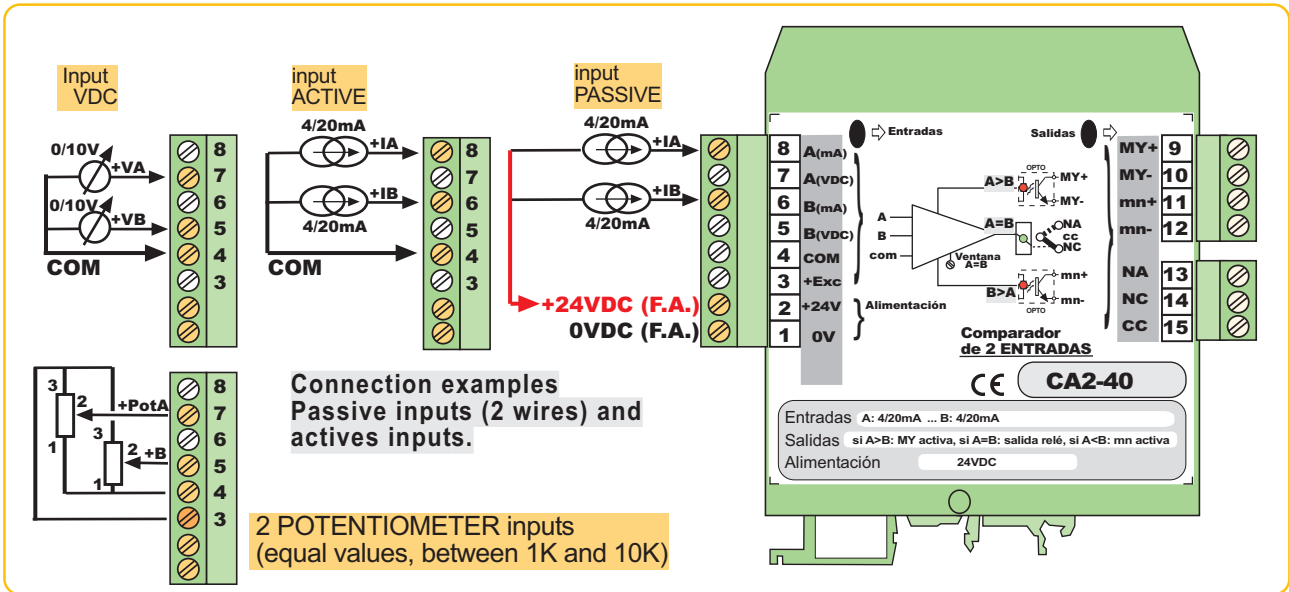 Input
VDC
0/10V
+VA
0/10V
+VB
COM
8
7
6
5
4
3
input
ACTIVE
4/20mA
+IA
+IB
4/20mA
COM
8
7
6
5
4
3
input
PASSIVE
4/20mA
+IA
+IB
4/20mA
+24VDC (F.A.)
0VDC (F.A.)
3
2
+PotA
3
1
2
+B
1
8
7
6
5
4
3
Connection examples
Passive inputs (2 wires) and
actives inputs.
2 POTENTIOMETER inputs
(equal values, between 1K and 10K)
Entradas
Salidas
8 A(mA)
7 A(VDC)
6 B(mA)
5 B(VDC)
4 COM
3 +Exc
2 +24V
1 0V
Alimentación
A
B
com
A>B
OPTO
MY+
MY-
A=B
NA
cc
NC
Ventana
A=B
B>A
mn+
mn-
OPTO
MY+ 9
MY- 10
mn+ 11
mn- 12
NA 13
NC 14
CC 15
Comparador
de 2 ENTRADAS
CE CA2-40
Entradas A: 4/20mA ... B: 4/20mA
Salidas si A>B: MY activa, si A=B: salida relé, si A<B: mn activa
Alimentación 24VDC